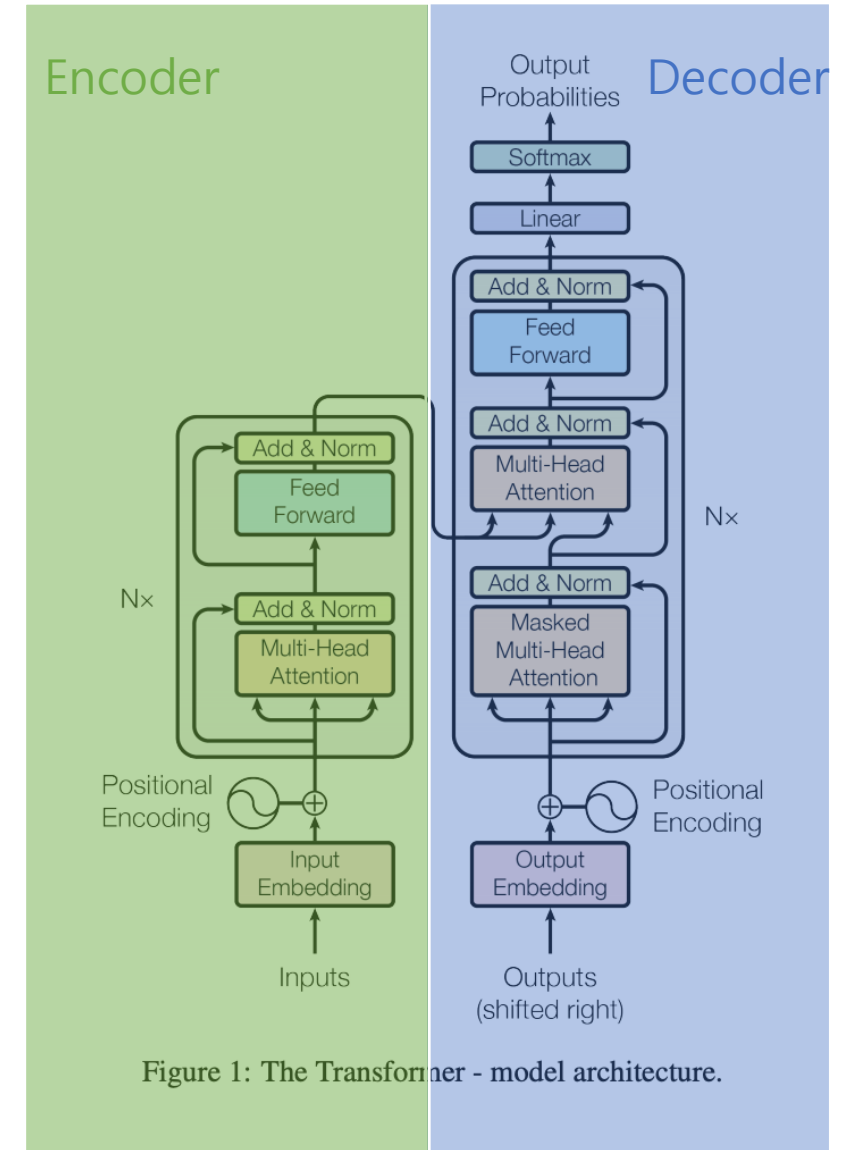 Encoder
Decoder
Output
Probabilities
Softmax
Linear
Add & Norm
Feed
Forward
Add & Norm
Multi-Head
Attention
Nx
Add & Norm
Masked
Multi-Head
Attention
Positional
Encoding
Output
Embedding
Outputs
(shifted right)
Add & Norm
Feed
Forward
Nx
Add & Norm
Multi-Head
Attention
Positional
Encoding
Input
Embedding
Inputs
Figure 1: The Transformer - model architecture.